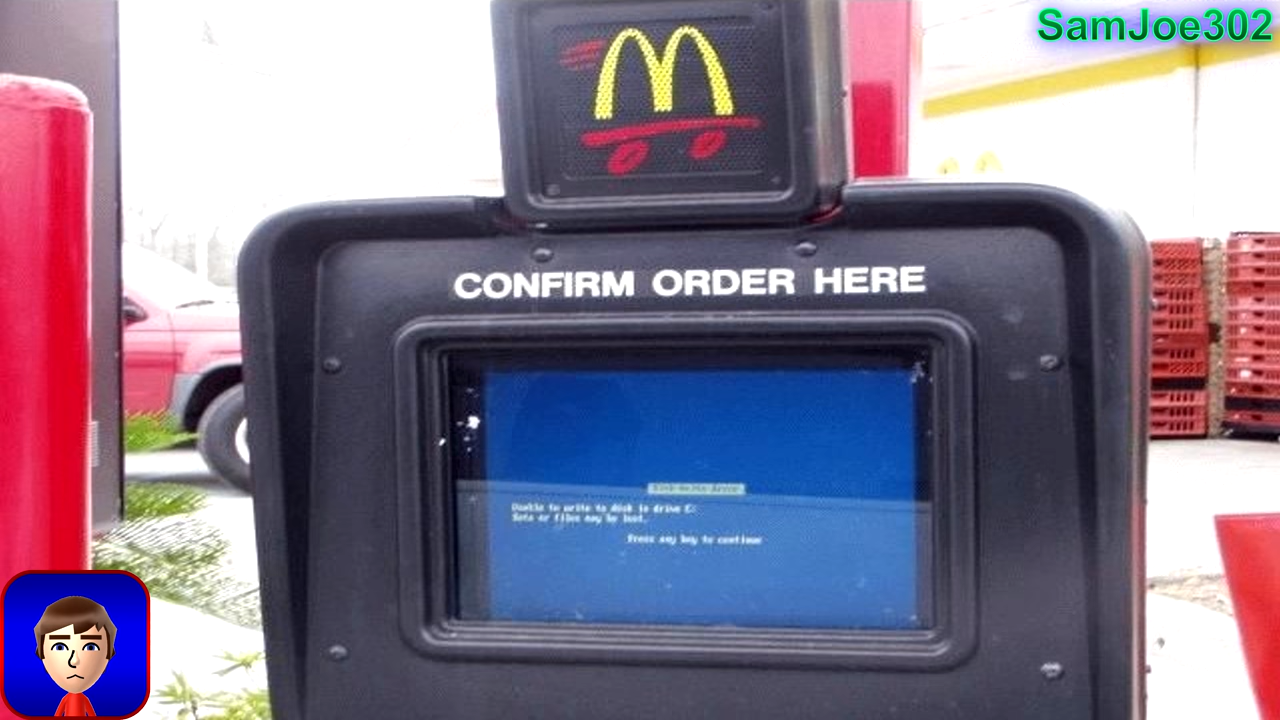 SamJoe302
CONFIRM ORDER HERE
Unable to write to disk in drive C:
Data or files may be lost.
Press any key to continue